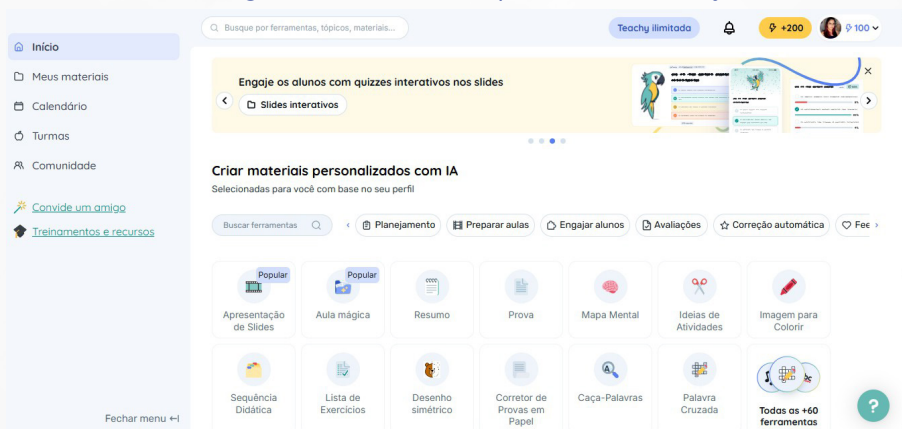 Busque por ferramentas, tópicos, materiais...
Teachy ilimitada
+200
100
Início
Meus materiais
Calendário
Turmas
Comunidade
Convide um amigo
Treinamentos e recursos
Fechar menu
Engaje os alunos com quizzes interativos nos slides
Slides interativos
Criar materiais personalizados com IA
Selecionadas para você com base no seu perfil
Buscar ferramentas
Planejamento
Preparar aulas
Engajar alunos
Avaliações
Correção automática
Fee
Popular
Apresentação
de Slides
Popular
Aula mágica
Resumo
Prova
Mapa Mental
Ideias de
Atividades
Imagem para
Colorir
Sequência
Didática
Lista de
Exercícios
Desenho
simétrico
Corretor de
Provas em
Papel
Caça-Palavras
Palavra
Cruzada
Todas as +60
ferramentas
?